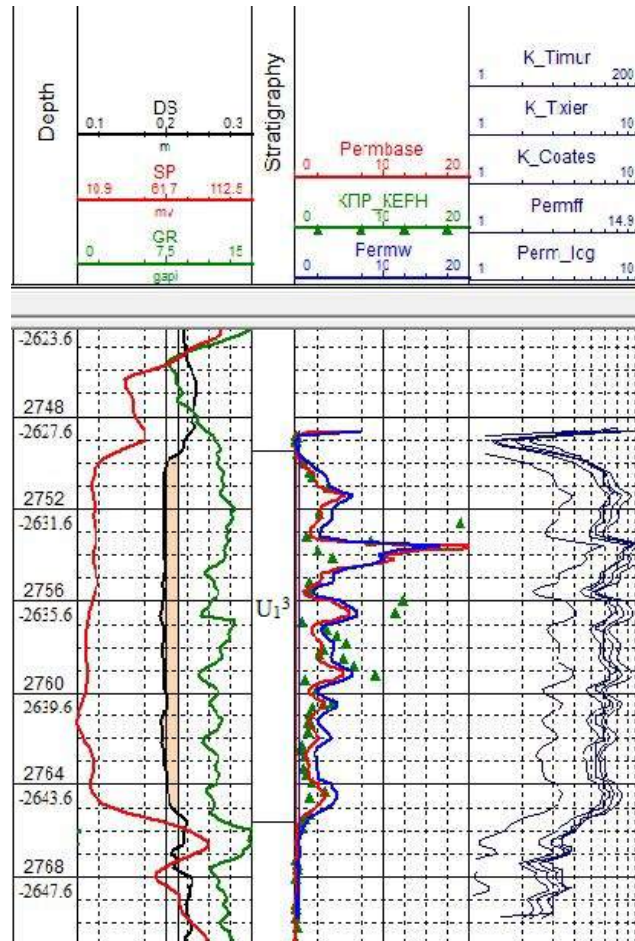 Depth
DS
0.1 0,2 0.3
m
SP
10.9 61.7 112.5
mv
GR
0 7,5 15
gapi
Stratigraphy
Permbase
0 10 20
КПР_КЕРН
0 10 20
Permw
0 10 20
K_Timur
1 200
K_Txier
1 10
K_Coates
1 10
Permff
1 14.9
Perm_log
1 10
-2623.6
2748
-2627.6
2752
-2631.6
2756
-2635.6
U₁³
2760
-2639.6
2764
-2643.6
2768
-2647.6